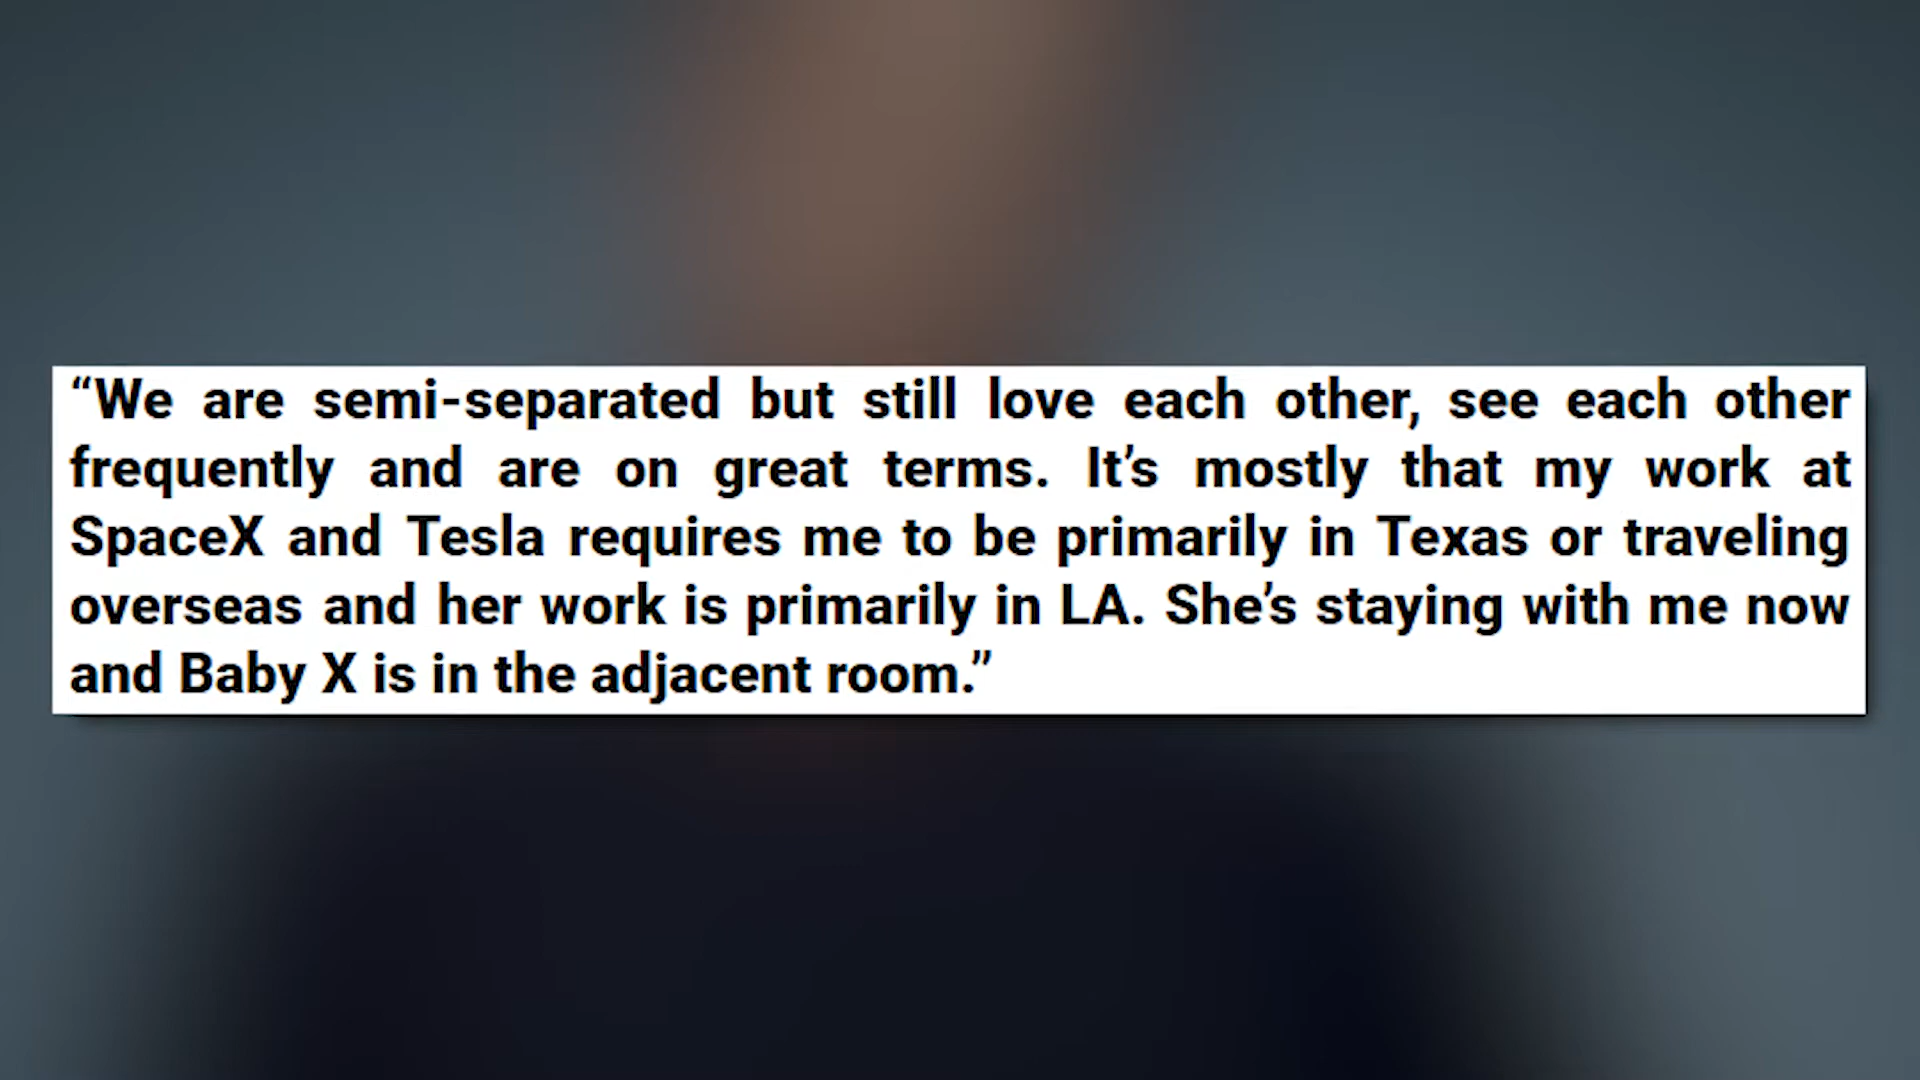 “We are semi-separated but still love each other, see each other
frequently and are on great terms. It’s mostly that my work at
SpaceX and Tesla requires me to be primarily in Texas or traveling
overseas and her work is primarily in LA. She’s staying with me now
and Baby X is in the adjacent room.”